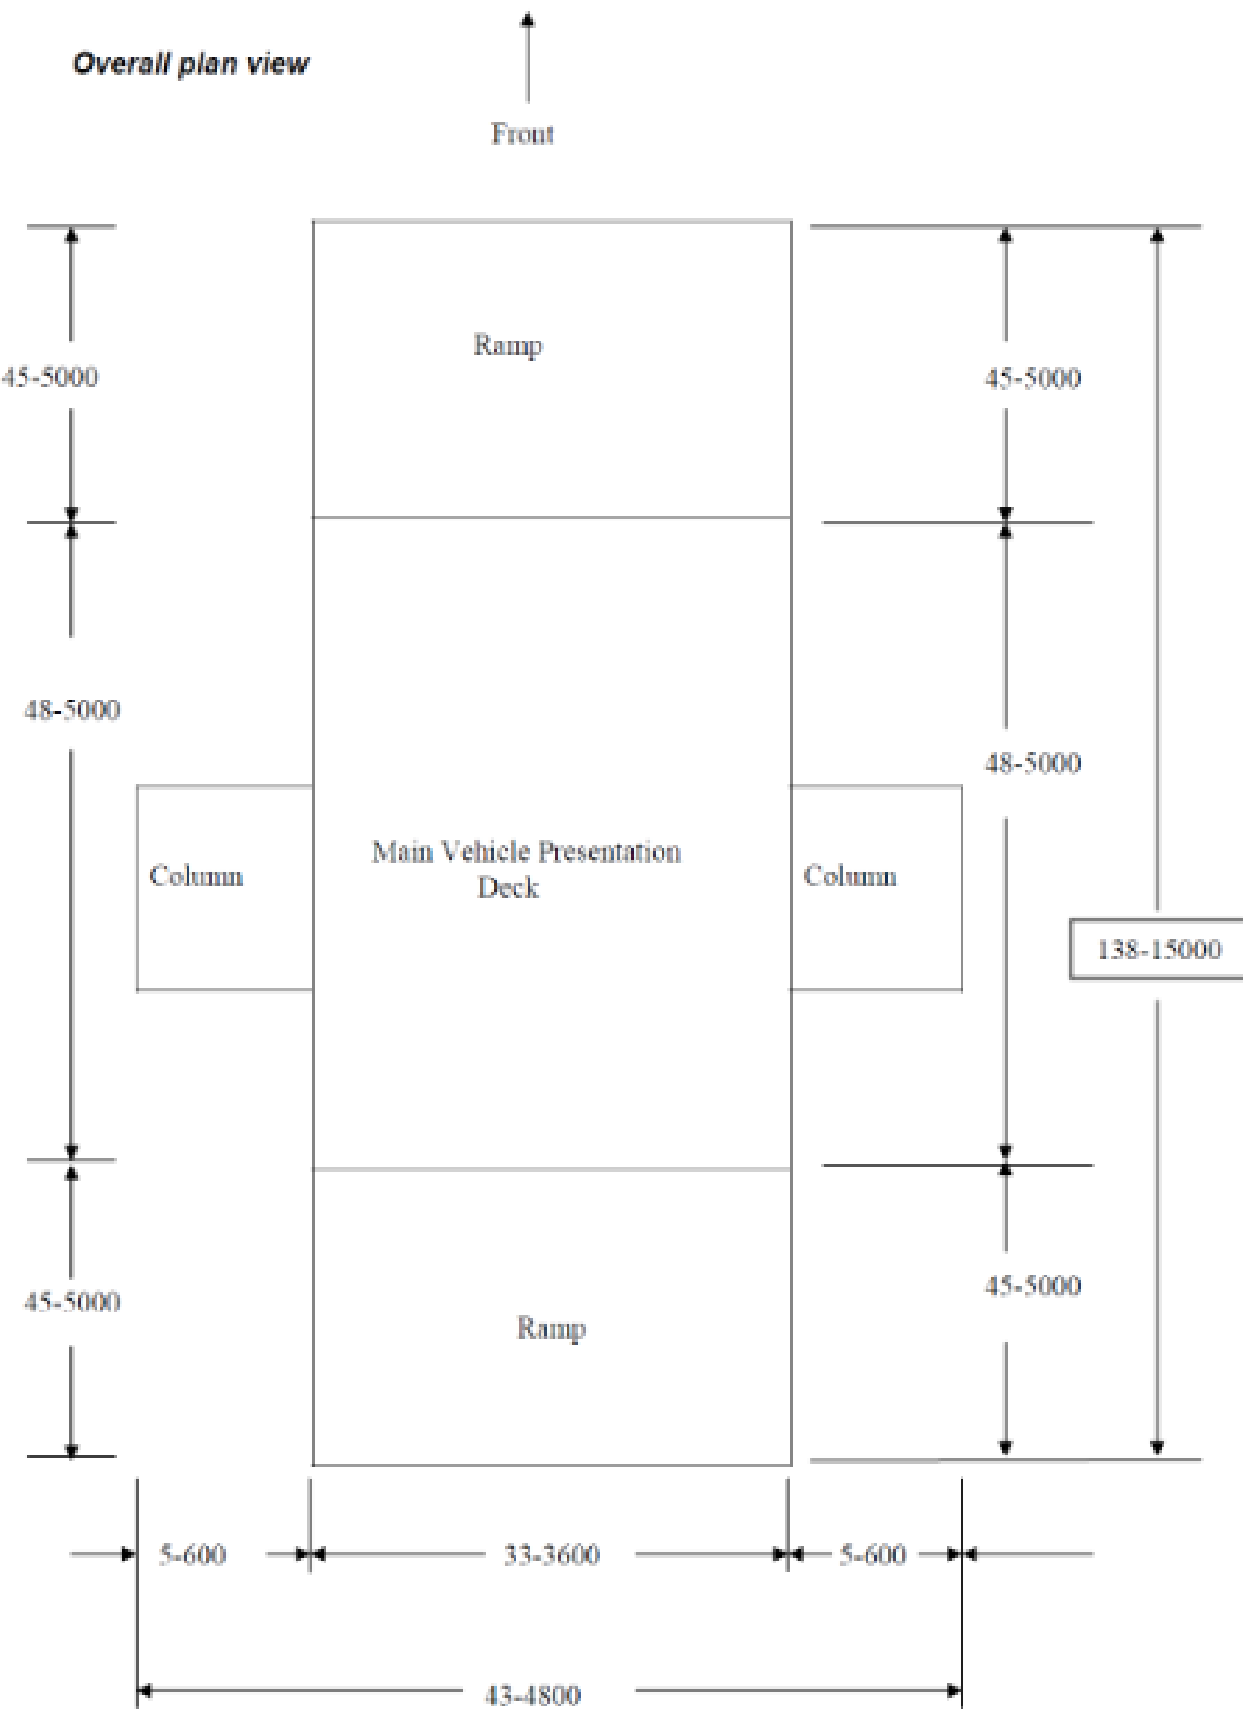 Overall plan view
Front
Ramp
45-5000
45-5000
48-5000
48-5000
Main Vehicle Presentation
Deck
Column
Column
138-15000
45-5000
45-5000
Ramp
5-600
33-3600
5-600
43-4800